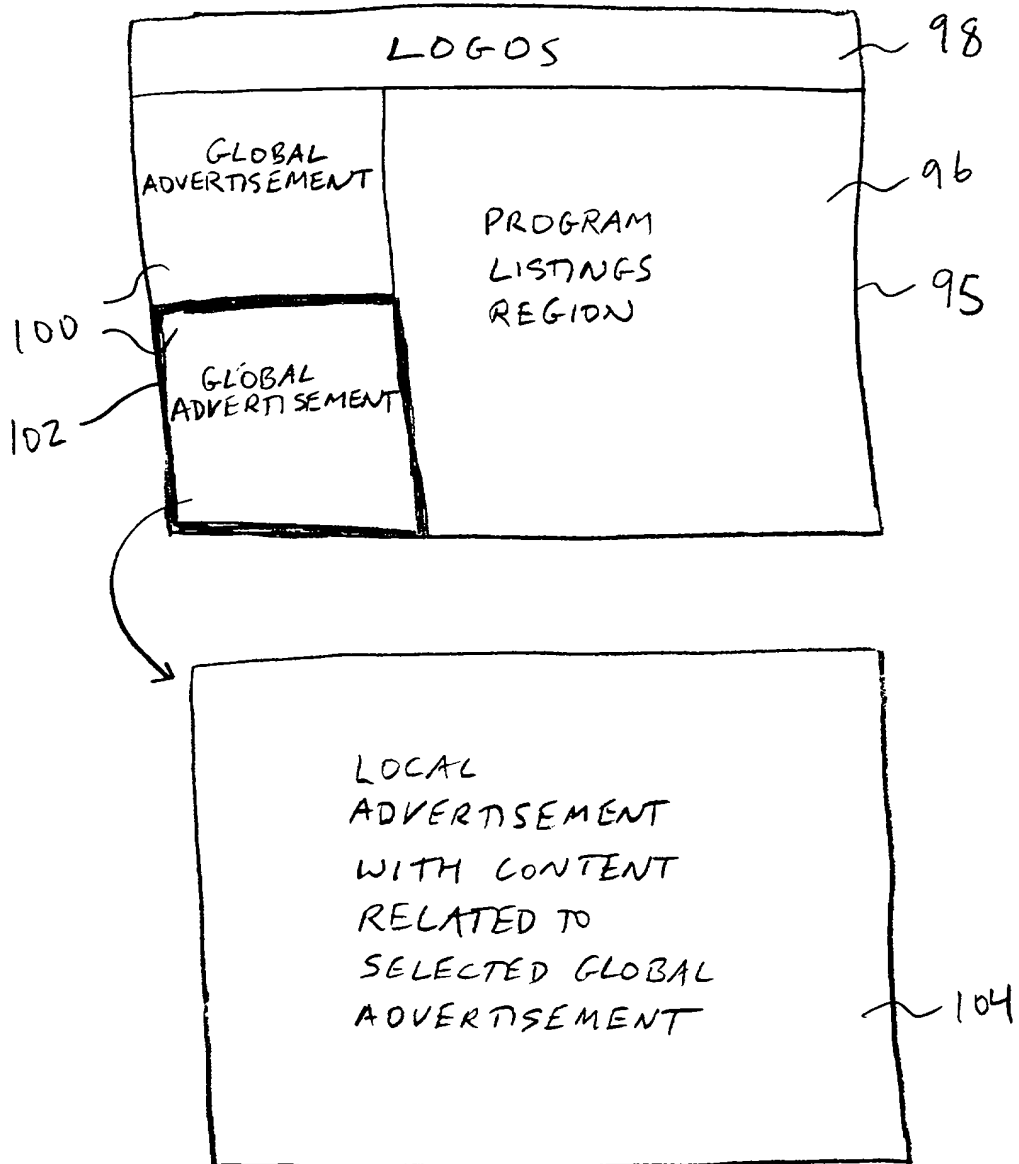 LOGOS
98
GLOBAL
ADVERTISEMENT
96
PROGRAM
LISTINGS
REGION
95
100
GLOBAL
ADVERTISEMENT
102
LOCAL
ADVERTISEMENT
WITH CONTENT
RELATED TO
SELECTED GLOBAL
ADVERTISEMENT
104